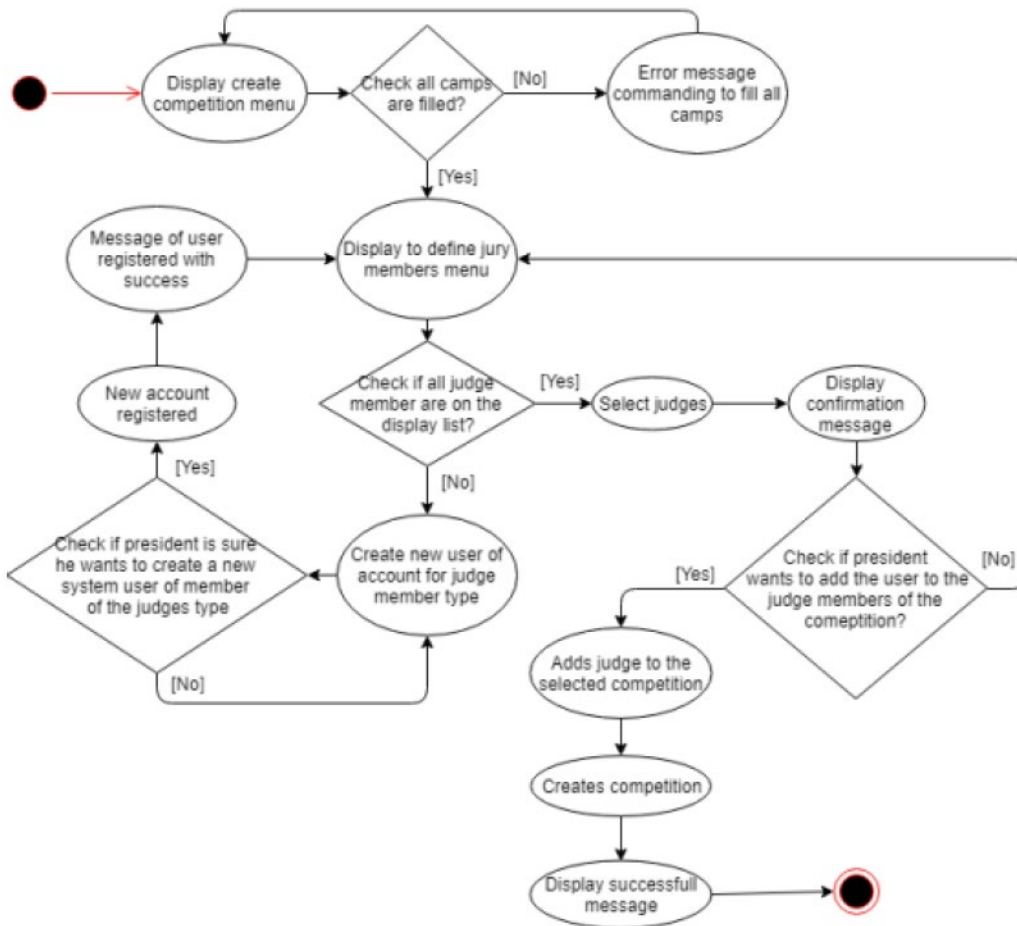 Display create
competition menu
Check all camps
are filled?
[No]
Error message
commanding to fill all
camps
[Yes]
Message of user
registered with
success
Display to define jury
members menu
New account
registered
Check if all judge
member are on the
display list?
[Yes]
Select judges
Display
confirmation
message
[Yes]
[No]
Check if president is sure
he wants to create a new
system user of member
of the judges type
Create new user of
account for judge
member type
[No]
[Yes]
Check if president
wants to add the user to the
judge members of the
comeptition?
[No]
Adds judge to the
selected competition
Creates competition
Display successfull
message